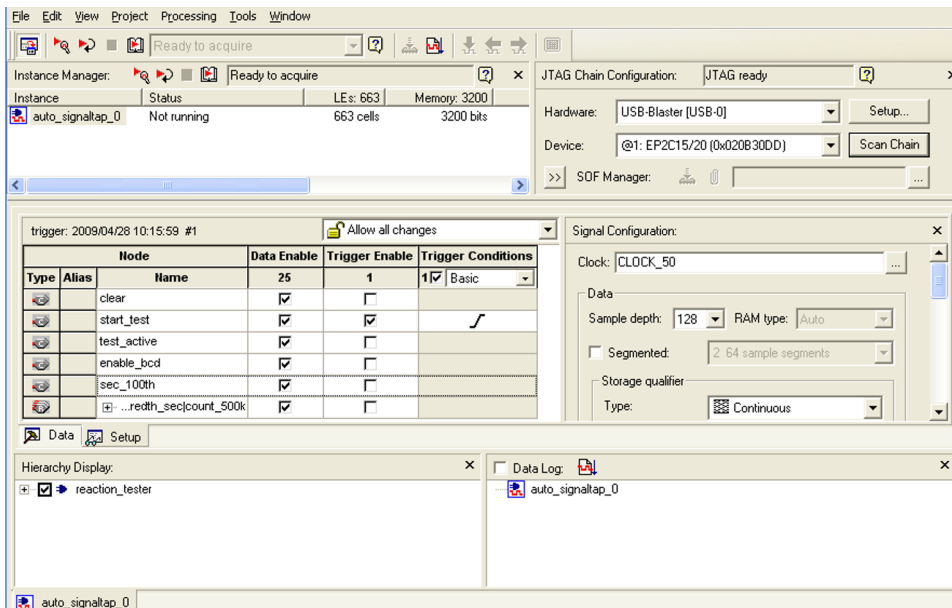 File Edit View Project Processing Tools Window
Ready to acquire
Instance Manager: Ready to acquire
Instance Status LEs: 663 Memory: 3200
auto_signaltap_0 Not running 663 cells 3200 bits
JTAG Chain Configuration: JTAG ready
Hardware: USB-Blaster [USB-0] Setup...
Device: @1: EP2C15/20 (0x020B30DD) Scan Chain
>> SOF Manager: ...
trigger: 2009/04/28 10:15:59 #1 Allow all changes
Node Data Enable Trigger Enable Trigger Conditions
Type Alias Name 25 1 1 Basic
clear
start_test
test_active
enable_bcd
sec_100th
...redth_sec|count_500k
Signal Configuration:
Clock: CLOCK_50 ...
Data
Sample depth: 128 RAM type: Auto
Segmented: 2 64 sample segments
Storage qualifier
Type: Continuous
Data Setup
Hierarchy Display:
reaction_tester
Data Log:
auto_signaltap_0
auto_signaltap_0